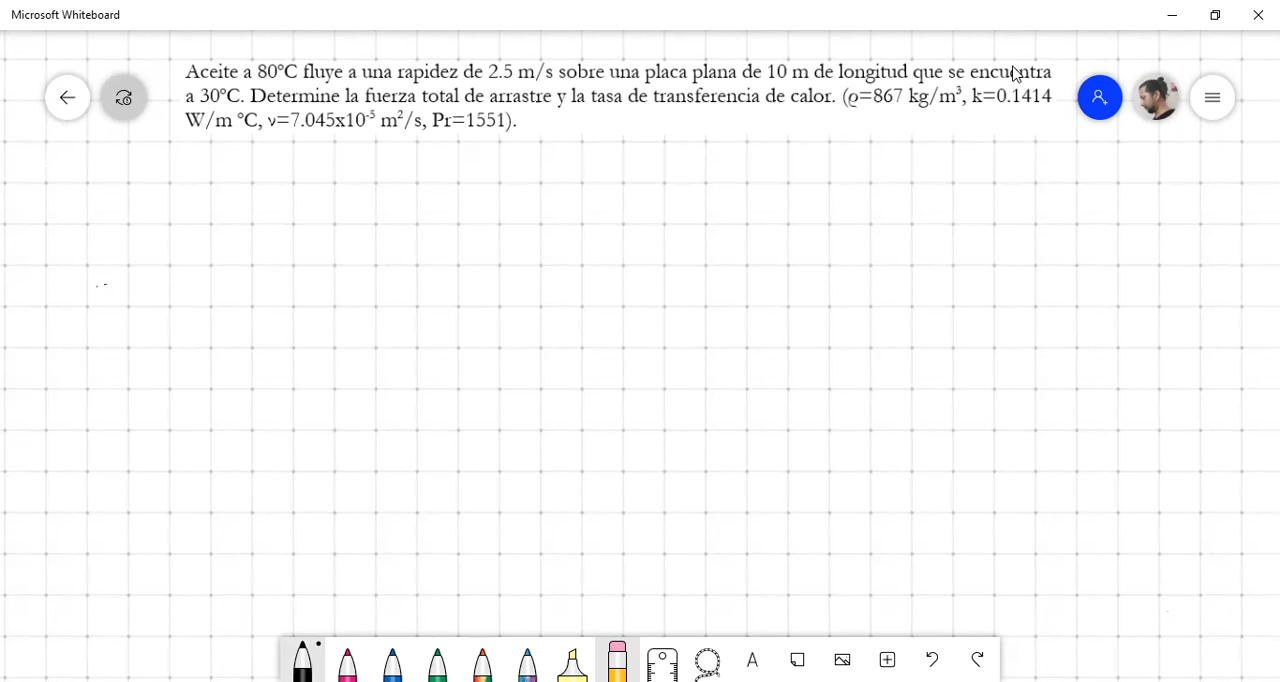 Microsoft Whiteboard
Aceite a 80°C fluye a una rapidez de 2.5 m/s sobre una placa plana de 10 m de longitud que se encuentra
a 30°C. Determine la fuerza total de arrastre y la tasa de transferencia de calor. (ϱ=867 kg/m³, k=0.1414
W/m °C, ν=7.045x10⁻⁵ m²/s, Pr=1551).
A